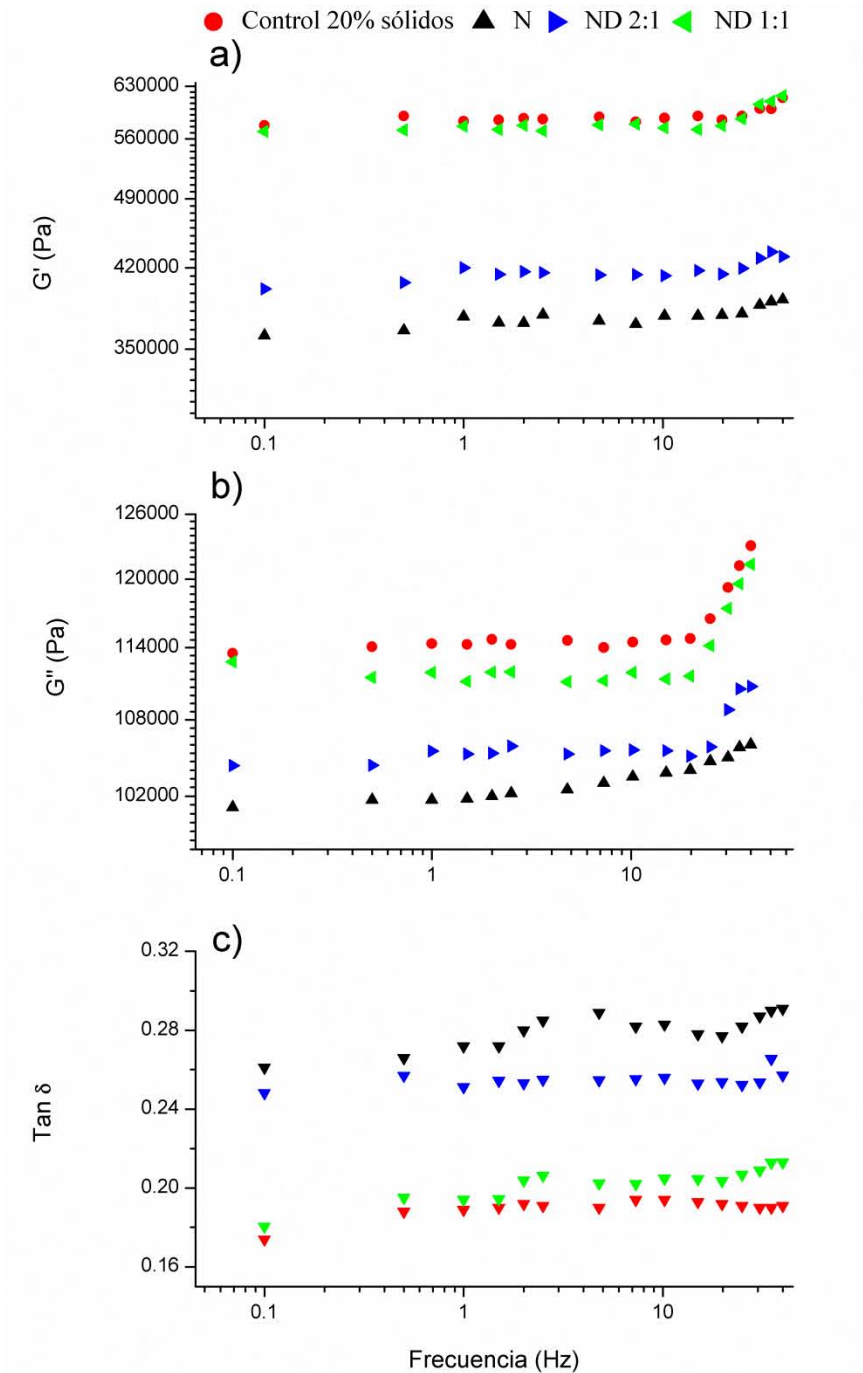 Control 20% sólidos N ND 2:1 ND 1:1
a)
630000
560000
490000
420000
350000
G' (Pa)
0.1 1 10
b)
126000
120000
114000
108000
102000
G'' (Pa)
0.1 1 10
c)
0.32
0.28
0.24
0.20
0.16
Tan δ
0.1 1 10
Frecuencia (Hz)